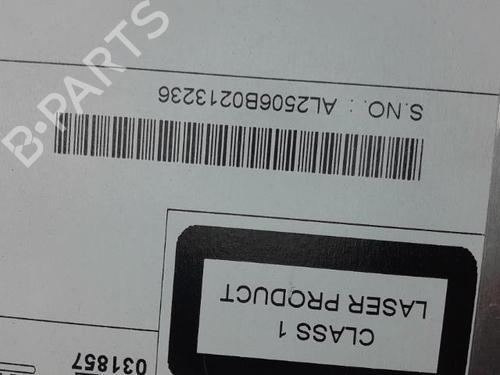 S.NO. : AL2506B0213236
CLASS 1
LASER PRODUCT
031857
B-PARTS